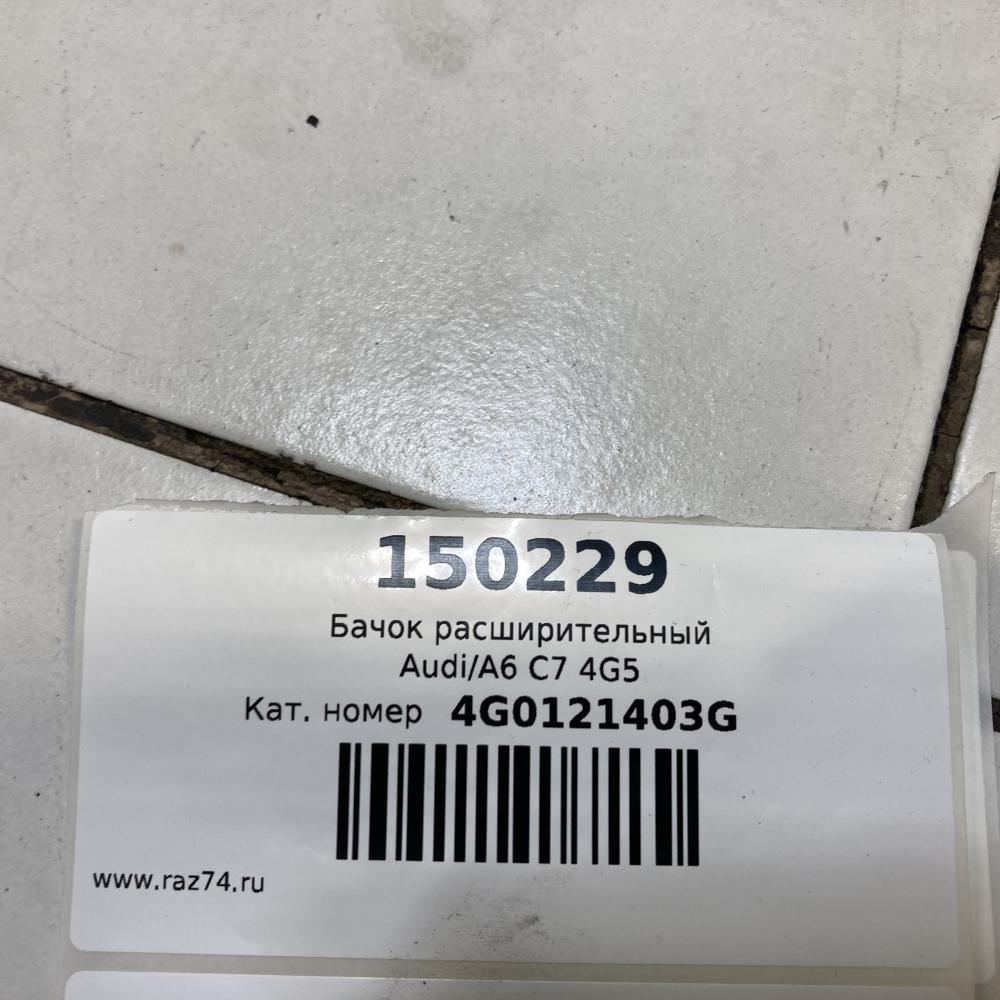 150229
Бачок расширительный
Audi/A6 C7 4G5
Кат. номер 4G0121403G
www.raz74.ru